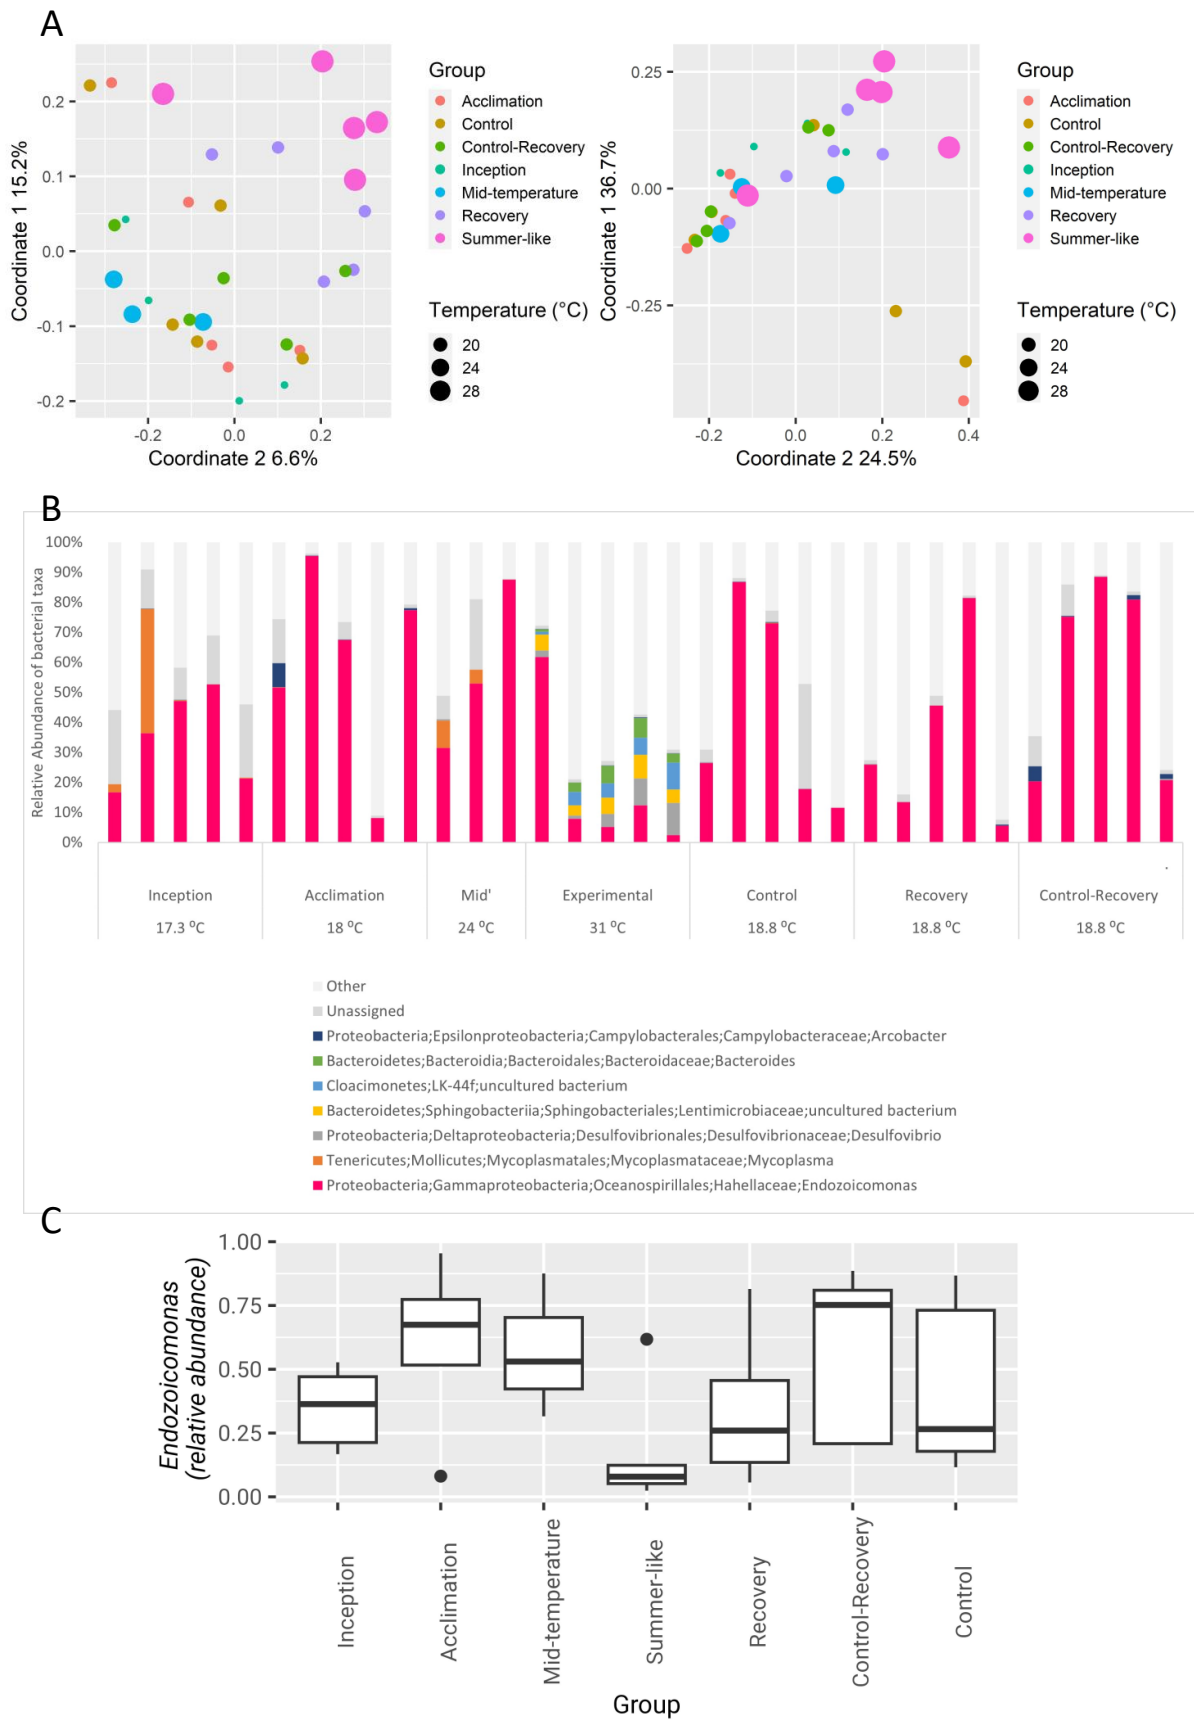 A
Group
Acclimation
Control
Control-Recovery
Inception
Mid-temperature
Recovery
Summer-like
Temperature (°C)
20
24
28
0.2
0.1
0.0
-0.1
-0.2
Coordinate 1 15.2%
-0.2 0.0 0.2
Coordinate 2 6.6%
Group
Acclimation
Control
Control-Recovery
Inception
Mid-temperature
Recovery
Summer-like
Temperature (°C)
20
24
28
0.25
0.00
-0.25
Coordinate 1 36.7%
-0.2 0.0 0.2 0.4
Coordinate 2 24.5%
B
100%
90%
80%
70%
60%
50%
40%
30%
20%
10%
0%
Relative Abundance of bacterial taxa
Inception Acclimation Mid' Experimental Control Recovery Control-Recovery
17.3 ⁰C 18 ⁰C 24 ⁰C 31 ⁰C 18.8 ⁰C 18.8 ⁰C 18.8 ⁰C
Other
Unassigned
Proteobacteria;Epsilonproteobacteria;Campylobacterales;Campylobacteraceae;Arcobacter
Bacteroidetes;Bacteroidia;Bacteroidales;Bacteroidaceae;Bacteroides
Cloacimonetes;LK-44f;uncultured bacterium
Bacteroidetes;Sphingobacteriia;Sphingobacteriales;Lentimicrobiaceae;uncultured bacterium
Proteobacteria;Deltaproteobacteria;Desulfovibrionales;Desulfovibrionaceae;Desulfovibrio
Tenericutes;Mollicutes;Mycoplasmatales;Mycoplasmataceae;Mycoplasma
Proteobacteria;Gammaproteobacteria;Oceanospirillales;Hahellaceae;Endozoicomonas
C
1.00
0.75
0.50
0.25
0.00
Endozoicomonas
(relative abundance)
Inception
Acclimation
Mid-temperature
Summer-like
Recovery
Control-Recovery
Control
Group